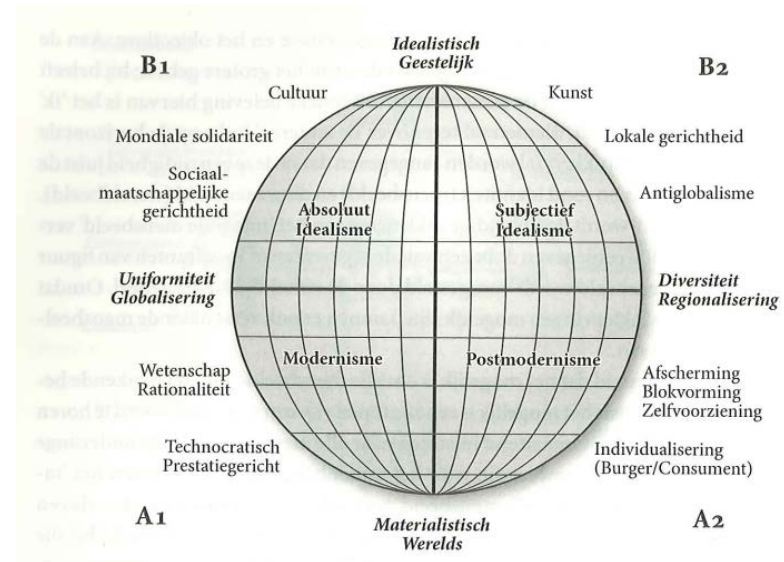 Idealistisch
Geestelijk
B1
B2
Cultuur
Kunst
Mondiale solidariteit
Lokale gerichtheid
Sociaal-
maatschappelijke
gerichtheid
Antiglobalisme
Absoluut
Idealisme
Subjectief
Idealisme
Uniformiteit
Globalisering
Diversiteit
Regionalisering
Modernisme
Postmodernisme
Wetenschap
Rationaliteit
Afscherming
Blokvorming
Zelfvoorziening
Technocratisch
Prestatiegericht
Individualisering
(Burger/Consument)
A1
A2
Materialistisch
Werelds